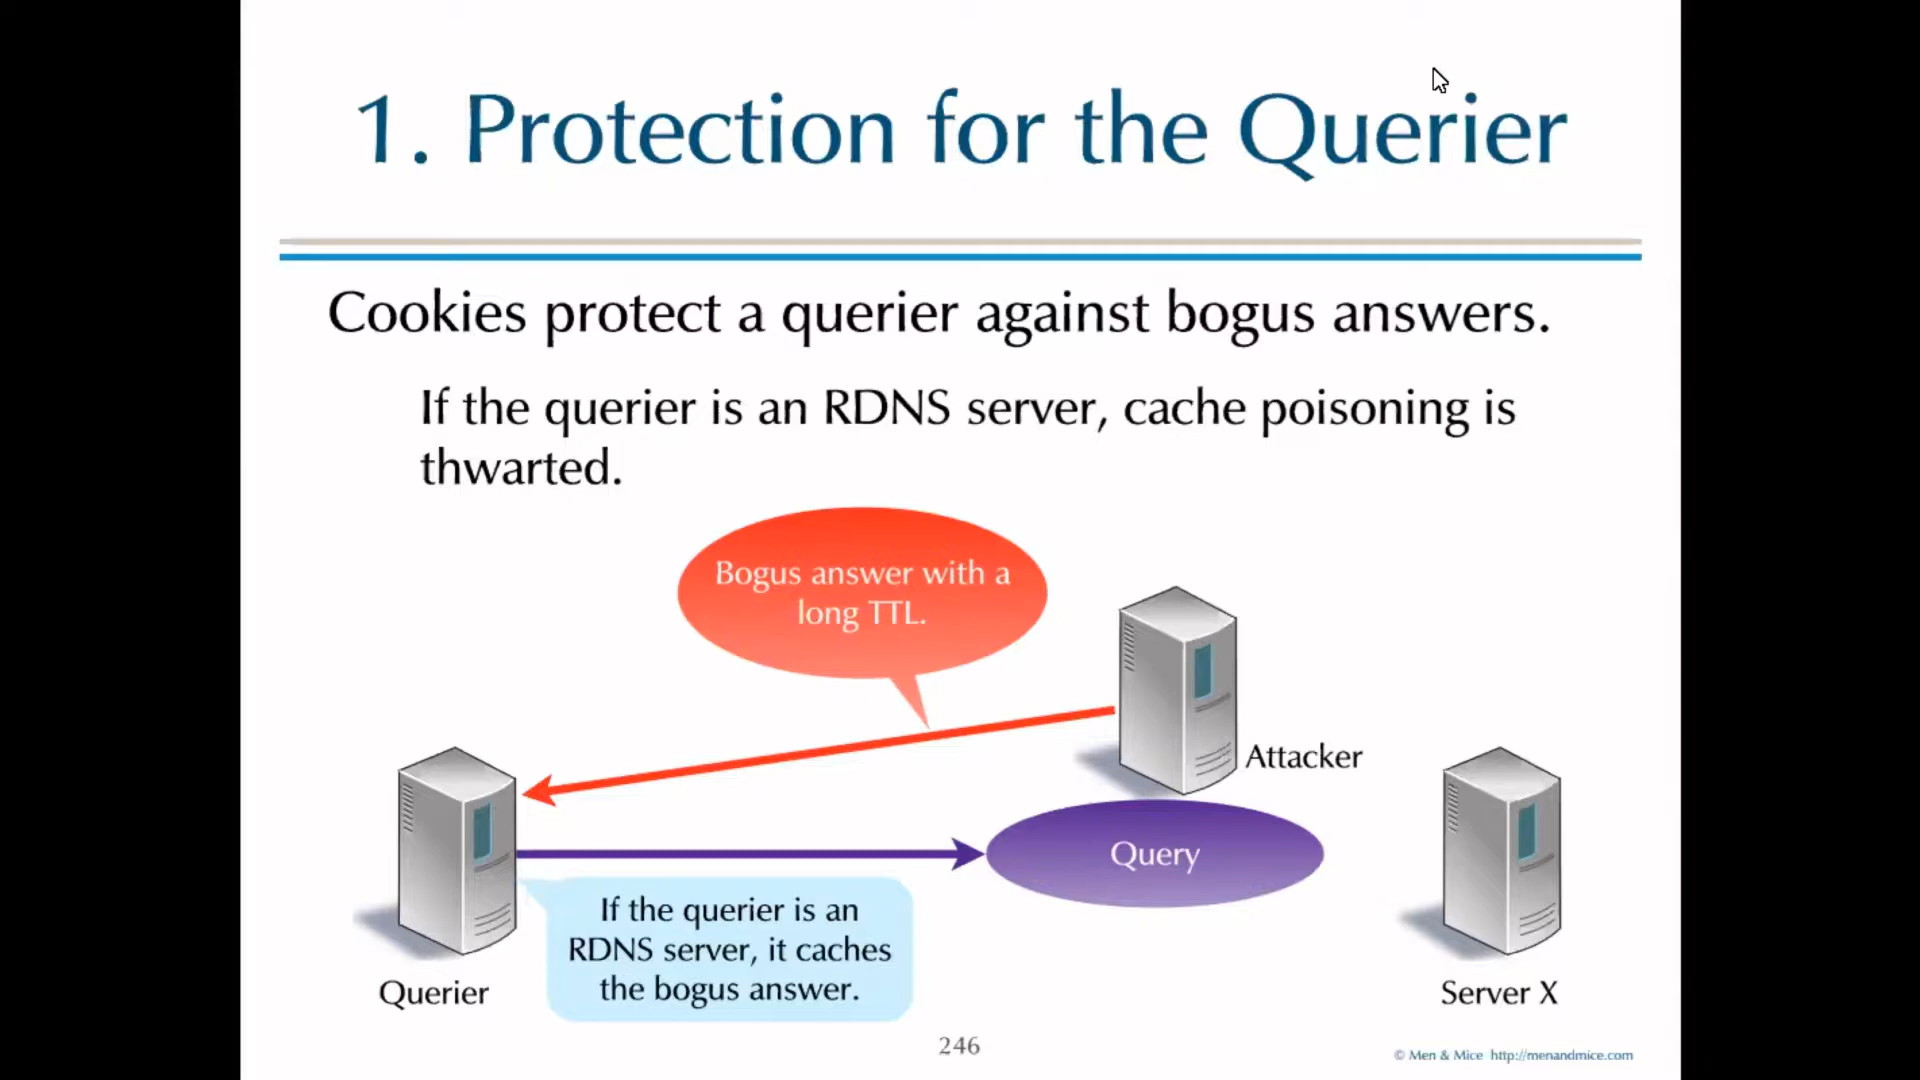 1. Protection for the Querier
Cookies protect a querier against bogus answers.
If the querier is an RDNS server, cache poisoning is
thwarted.
Bogus answer with a
long TTL.
Attacker
Query
If the querier is an
RDNS server, it caches
the bogus answer.
Querier
Server X
246
© Men & Mice http://menandmice.com